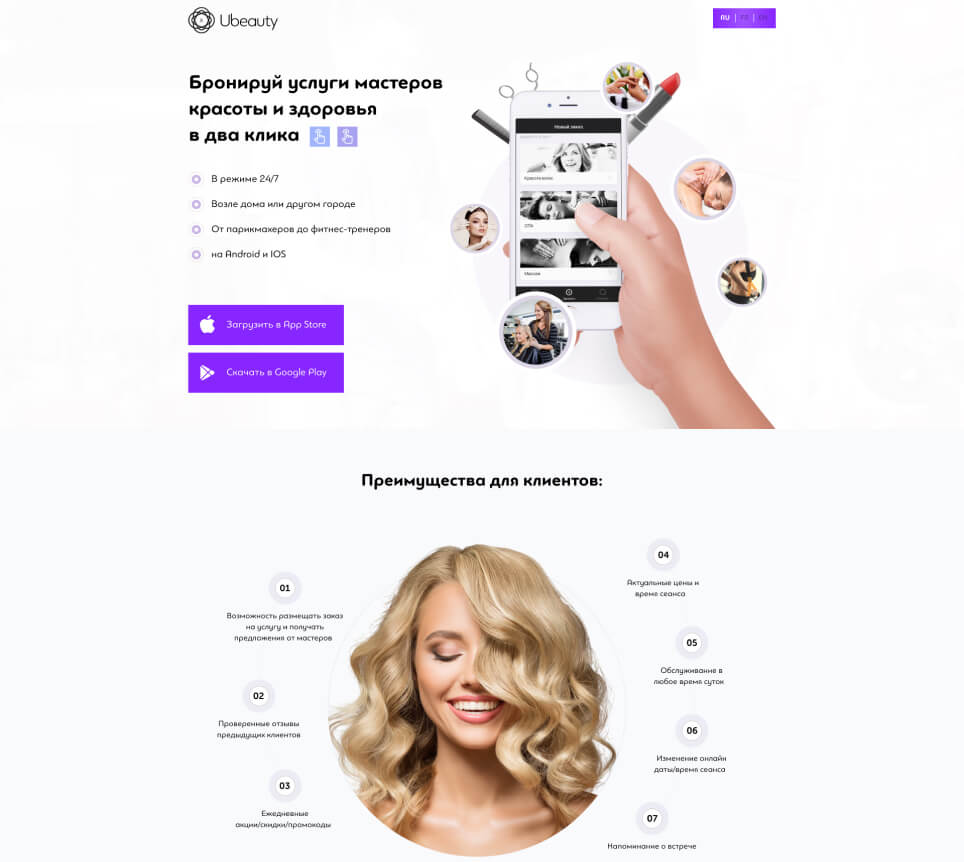 Ubeauty
RU | FR | EN
Бронируй услуги мастеров
красоты и здоровья
в два клика
В режиме 24/7
Возле дома или другом городе
От парикмахеров до фитнес-тренеров
на Android и IOS
Загрузить в App Store
Скачать в Google Play
Новый заказ
Красота волос
СПА
Массаж
Преимущества для клиентов:
01
Возможность размещать заказ
на услугу и получать
предложения от мастеров
02
Проверенные отзывы
предыдущих клиентов
03
Ежедневные
акции/скидки/промокоды
04
Актуальные цены и
время сеанса
05
Обслуживание в
любое время суток
06
Изменение онлайн
даты/время сеанса
07
Напоминание о встрече